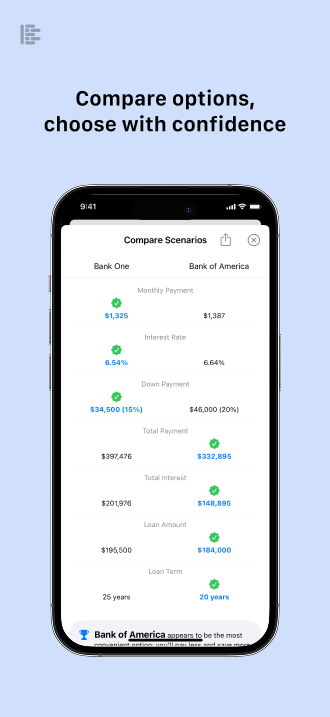 Compare options,
choose with confidence
9:41
Compare Scenarios
Bank One Bank of America
Monthly Payment
$1,325 $1,387
Interest Rate
6.54% 6.64%
Down Payment
$34,500 (15%) $46,000 (20%)
Total Payment
$397,476 $332,895
Total Interest
$201,976 $148,895
Loan Amount
$195,500 $184,000
Loan Term
25 years 20 years
Bank of America appears to be the most
convenient option: you'll pay less and save more